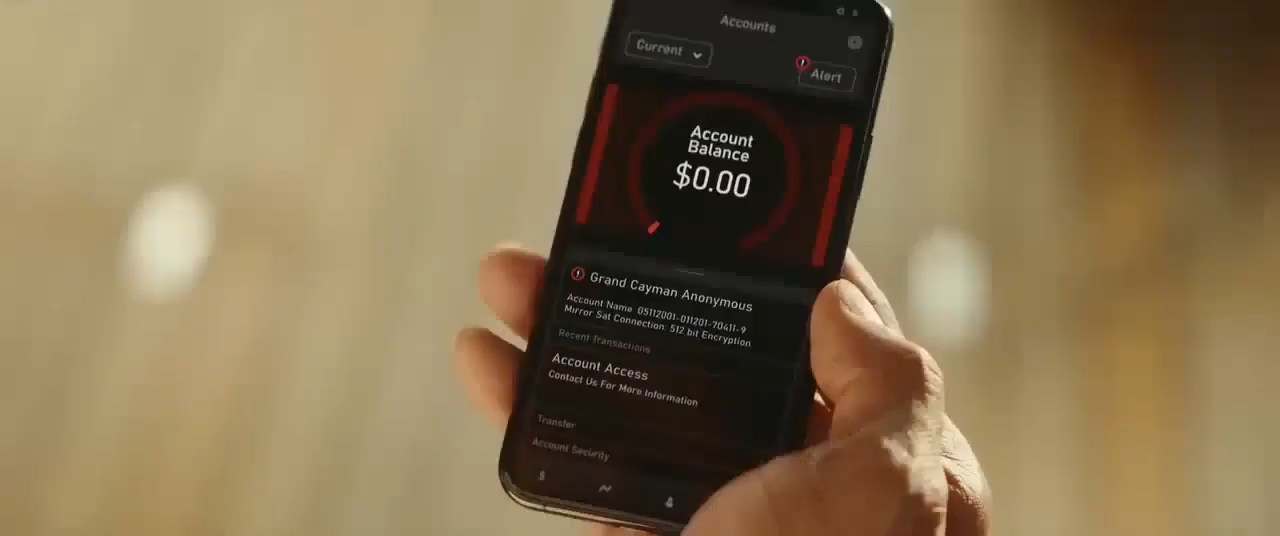 Accounts
Current
Alert
Account
Balance
$0.00
Grand Cayman Anonymous
Account Name 05112001-011201-70411-9
Mirror Sat Connection: 512 bit Encryption
Recent Transactions
Account Access
Contact Us For More Information
Transfer
Account Security